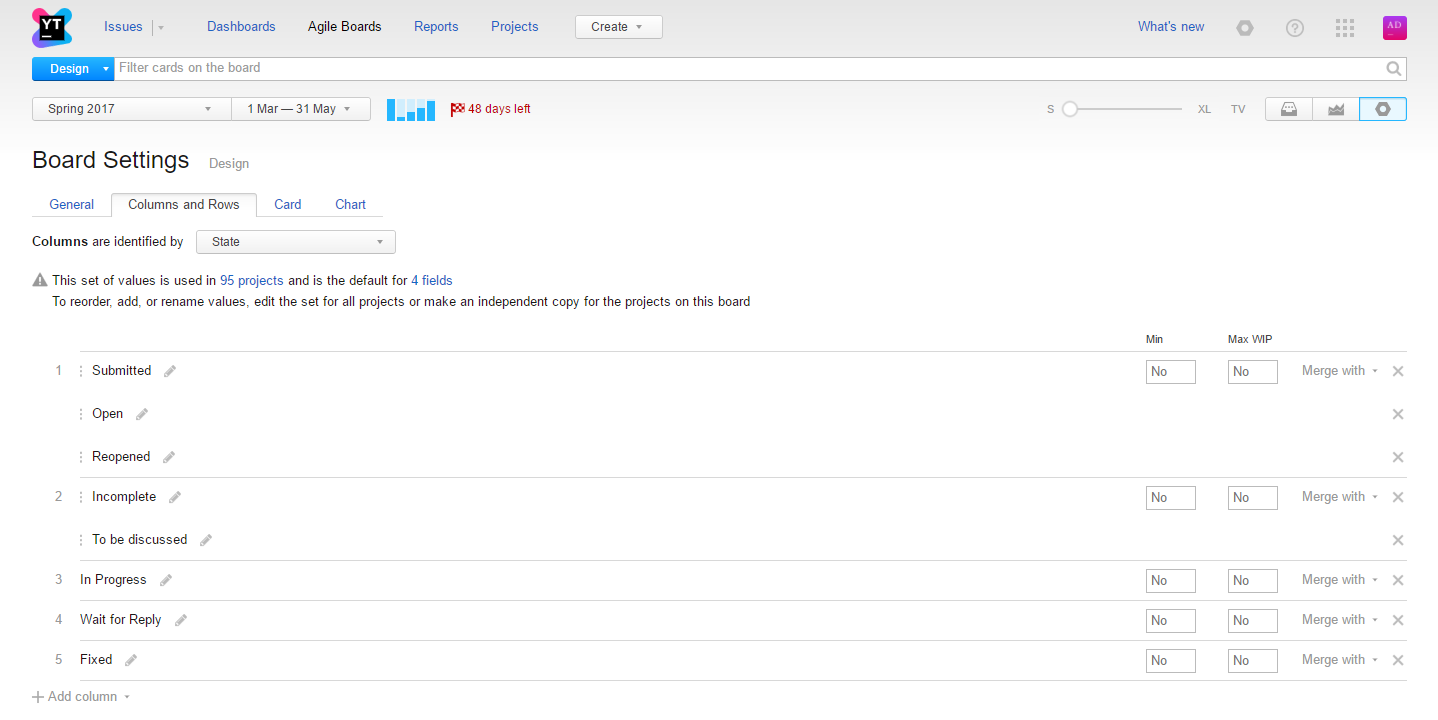 YT Issues Dashboards Agile Boards Reports Projects Create What's new AD
Design Filter cards on the board
Spring 2017 1 Mar — 31 May 48 days left S XL TV
Board Settings Design
General Columns and Rows Card Chart
Columns are identified by State
This set of values is used in 95 projects and is the default for 4 fields
To reorder, add, or rename values, edit the set for all projects or make an independent copy for the projects on this board
Min Max WIP
1 Submitted No No Merge with
Open
Reopened
2 Incomplete No No Merge with
To be discussed
3 In Progress No No Merge with
4 Wait for Reply No No Merge with
5 Fixed No No Merge with
Add column